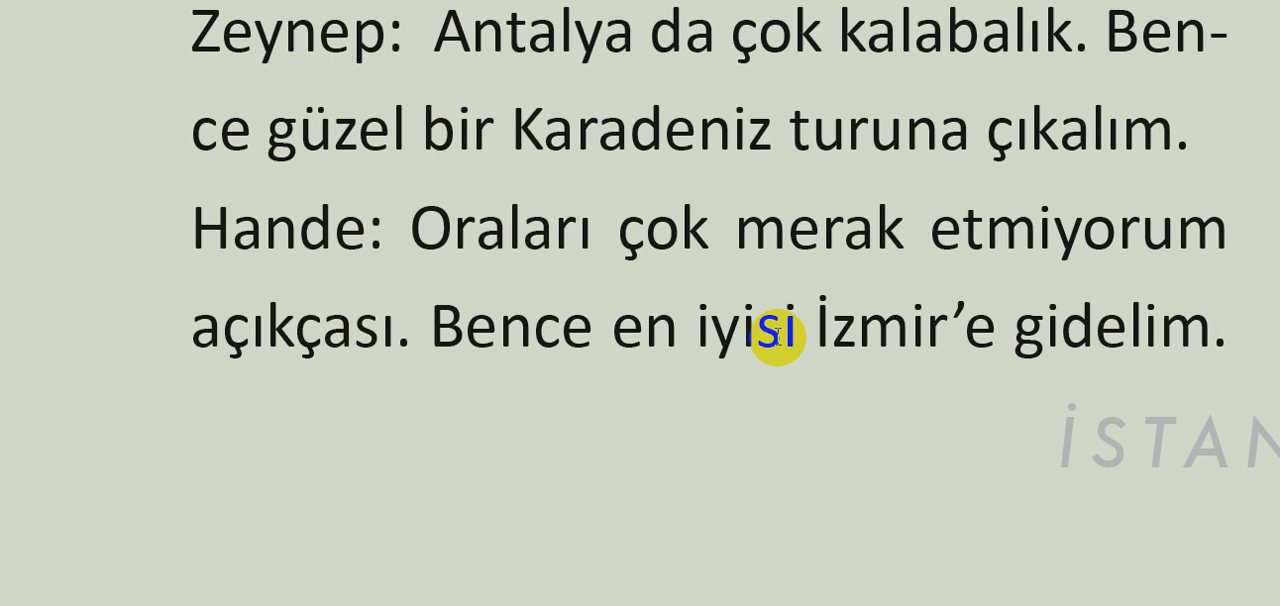 Zeynep: Antalya da çok kalabalık. Ben-
ce güzel bir Karadeniz turuna çıkalım.
Hande: Oraları çok merak etmiyorum
açıkçası. Bence en iyisi İzmir’e gidelim.
İSTAN